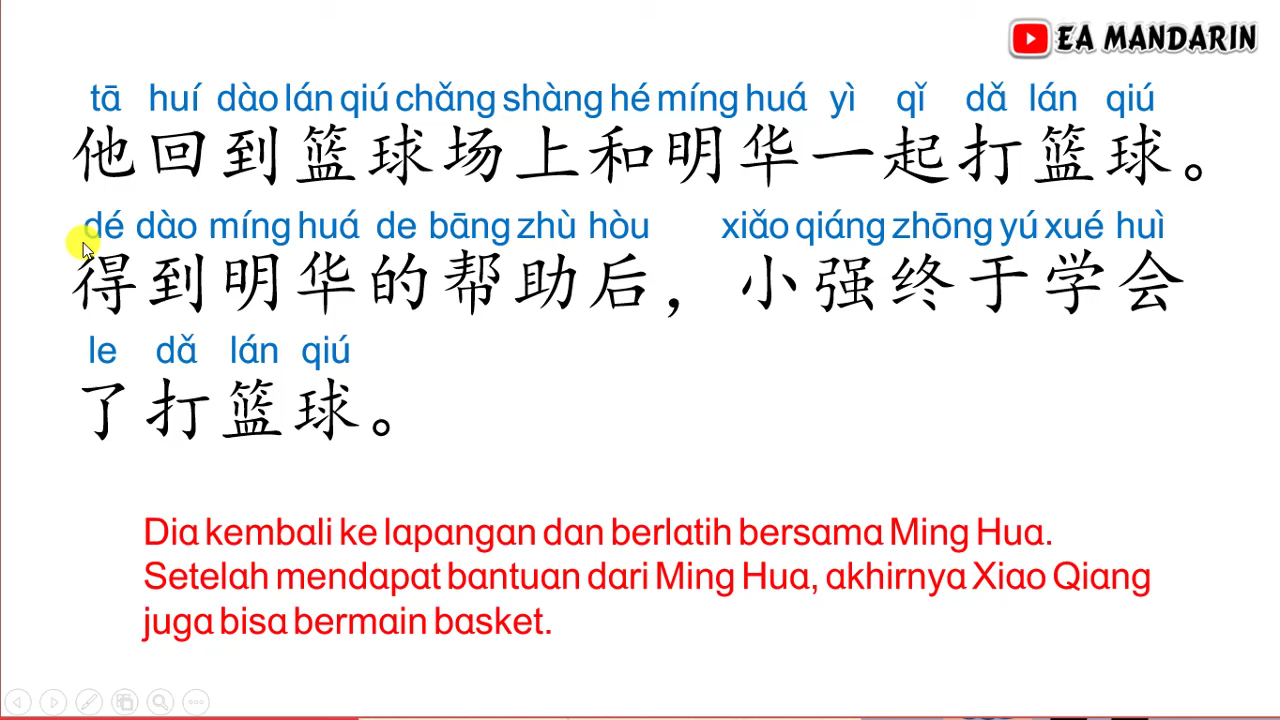 EA MANDARIN
tā huí dào lán qiú chǎng shàng hé míng huá yì qǐ dǎ lán qiú
他回到篮球场上和明华一起打篮球。
dé dào míng huá de bāng zhù hòu xiǎo qiáng zhōng yú xué huì
得到明华的帮助后，小强终于学会
le dǎ lán qiú
了打篮球。
Dia kembali ke lapangan dan berlatih bersama Ming Hua.
Setelah mendapat bantuan dari Ming Hua, akhirnya Xiao Qiang
juga bisa bermain basket.